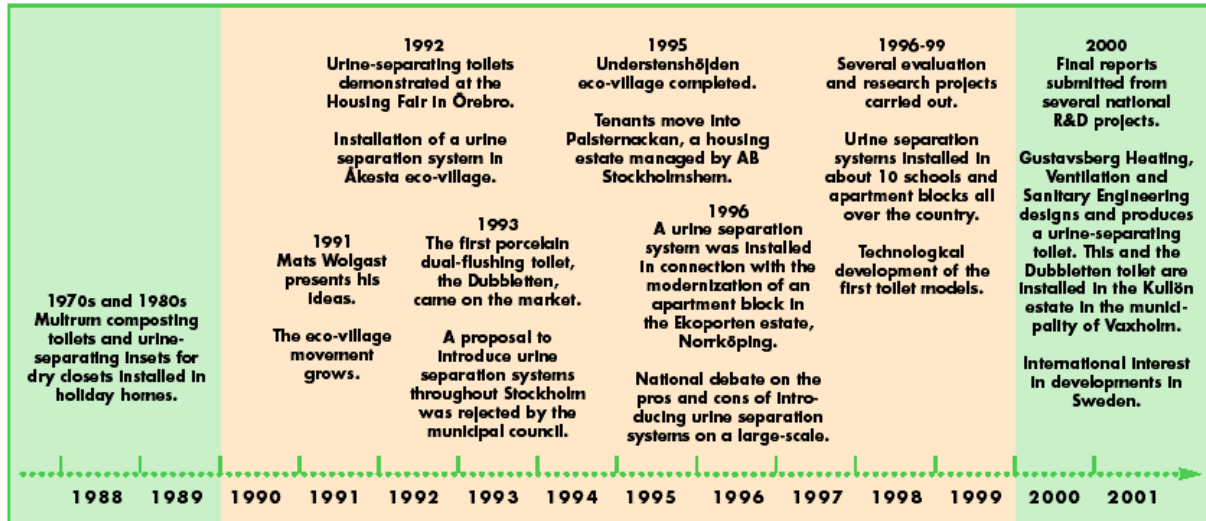 1970s and 1980s
Multrum composting
toilets and urine-
separating insets for
dry closets installed in
holiday homes.
1991
Mats Wolgast
presents his
ideas.
The eco-village
movement
grows.
1992
Urine-separating toilets
demonstrated at the
Housing Fair in Örebro.
Installation of a urine
separation system in
Åkesta eco-village.
1993
The first porcelain
dual-flushing toilet,
the Dubbletten,
came on the market.
A proposal to
introduce urine
separation systems
throughout Stockholm
was rejected by the
municipal council.
1995
Understenshöjden
eco-village completed.
Tenants move into
Palsternackan, a housing
estate managed by AB
Stockholmshem.
1996
A urine separation
system was installed
in connection with the
modernization of an
apartment block in
the Ekoporten estate,
Norrköping.
National debate on the
pros and cons of intro-
ducing urine separation
systems on a large-scale.
1996-99
Several evaluation
and research projects
carried out.
Urine separation
systems installed in
about 10 schools and
apartment blocks all
over the country.
Technological
development of the
first toilet models.
2000
Final reports
submitted from
several national
R&D projects.
Gustavsberg Heating,
Ventilation and
Sanitary Engineering
designs and produces
a urine-separating
toilet. This and the
Dubbletten toilet are
installed in the Kullön
estate in the munici-
pality of Vaxholm.
International interest
in developments in
Sweden.
1988 1989 1990 1991 1992 1993 1994 1995 1996 1997 1998 1999 2000 2001